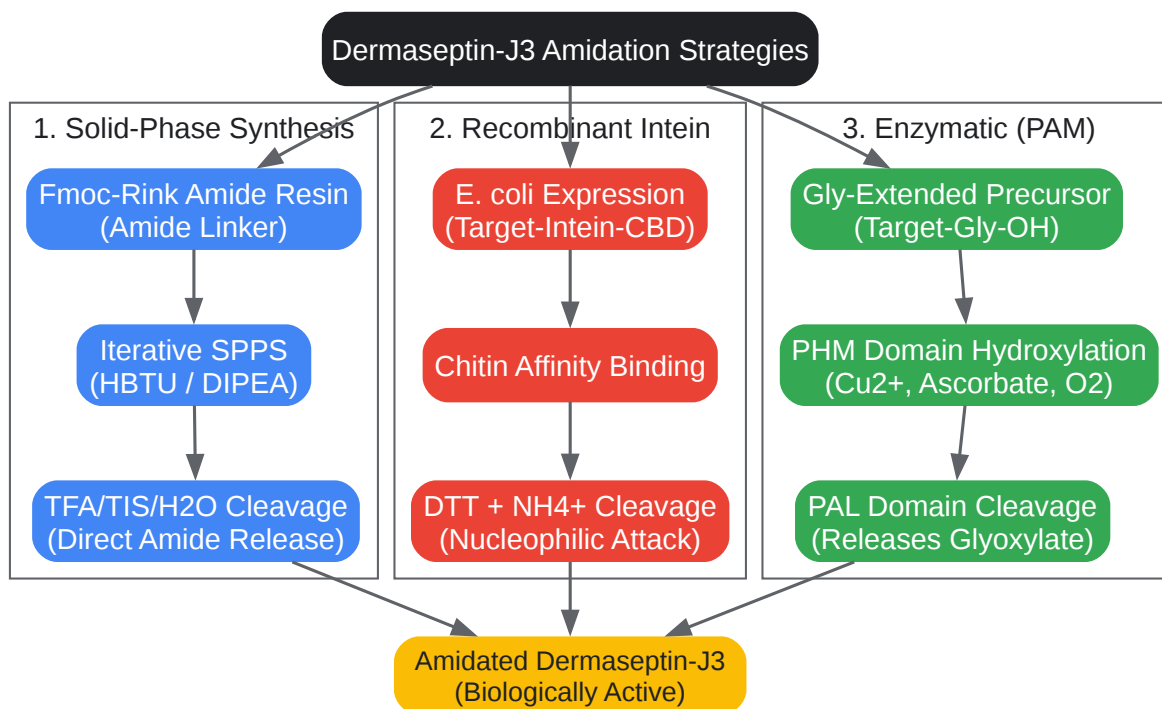 Dermaseptin-J3 Amidation Strategies
1. Solid-Phase Synthesis
Fmoc-Rink Amide Resin
(Amide Linker)
Iterative SPPS
(HBTU / DIPEA)
TFA/TIS/H2O Cleavage
(Direct Amide Release)
2. Recombinant Intein
E. coli Expression
(Target-Intein-CBD)
Chitin Affinity Binding
DTT + NH4+ Cleavage
(Nucleophilic Attack)
3. Enzymatic (PAM)
Gly-Extended Precursor
(Target-Gly-OH)
PHM Domain Hydroxylation
(Cu2+, Ascorbate, O2)
PAL Domain Cleavage
(Releases Glyoxylate)
Amidated Dermaseptin-J3
(Biologically Active)